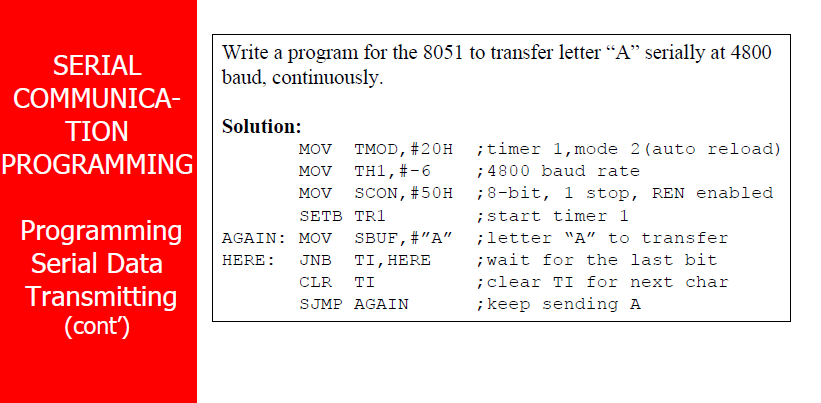 SERIAL
COMMUNICA-
TION
PROGRAMMING
Programming
Serial Data
Transmitting
(cont’)
Write a program for the 8051 to transfer letter “A” serially at 4800
baud, continuously.
Solution:
MOV TMOD,#20H ;timer 1,mode 2(auto reload)
MOV TH1,#-6 ;4800 baud rate
MOV SCON,#50H ;8-bit, 1 stop, REN enabled
SETB TR1 ;start timer 1
AGAIN: MOV SBUF,#”A” ;letter “A” to transfer
HERE: JNB TI,HERE ;wait for the last bit
CLR TI ;clear TI for next char
SJMP AGAIN ;keep sending A